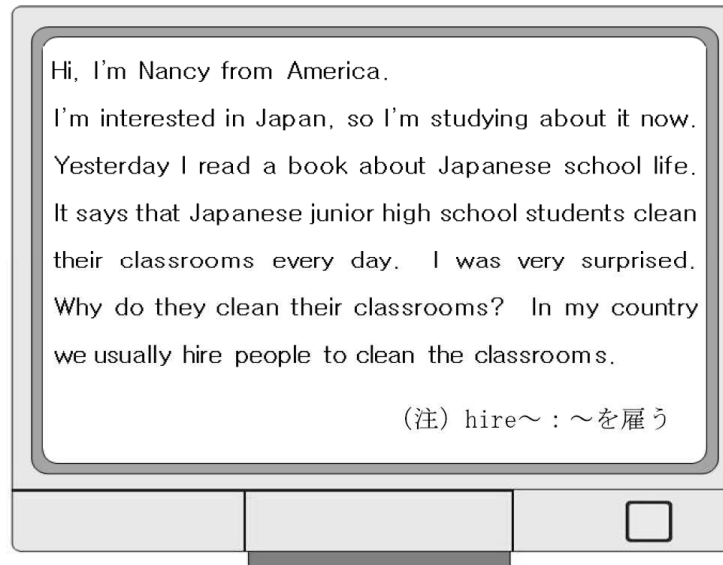 Hi, I'm Nancy from America.
I'm interested in Japan, so I'm studying about it now.
Yesterday I read a book about Japanese school life.
It says that Japanese junior high school students clean
their classrooms every day. I was very surprised.
Why do they clean their classrooms? In my country
we usually hire people to clean the classrooms.
(注) hire～：～を雇う